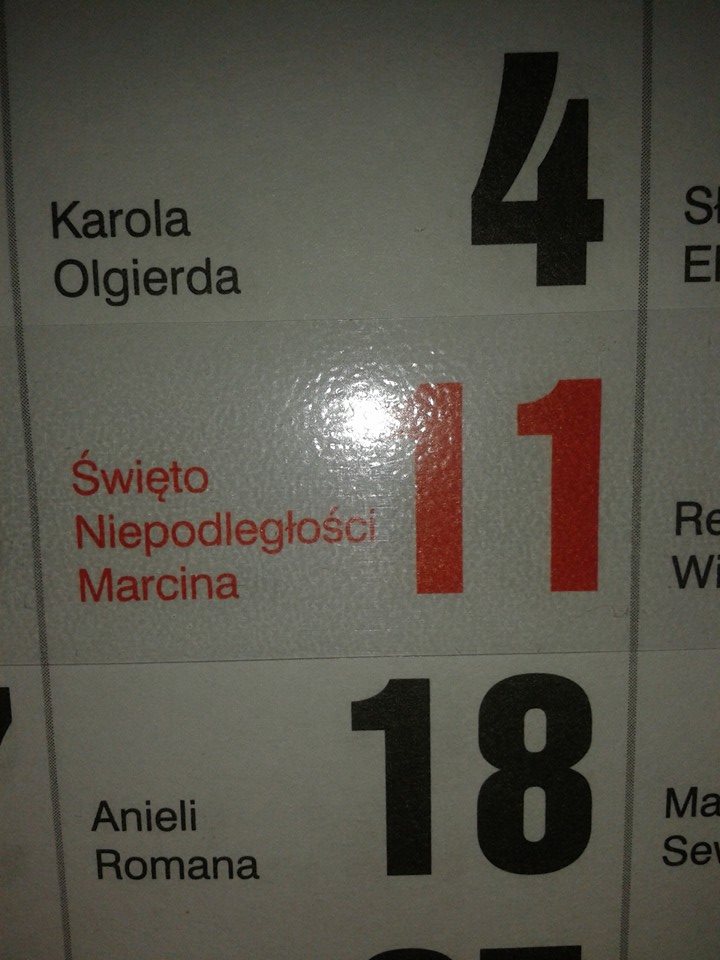 4
Karola
Olgierda
11
Święto
Niepodległości
Marcina
18
Anieli
Romana